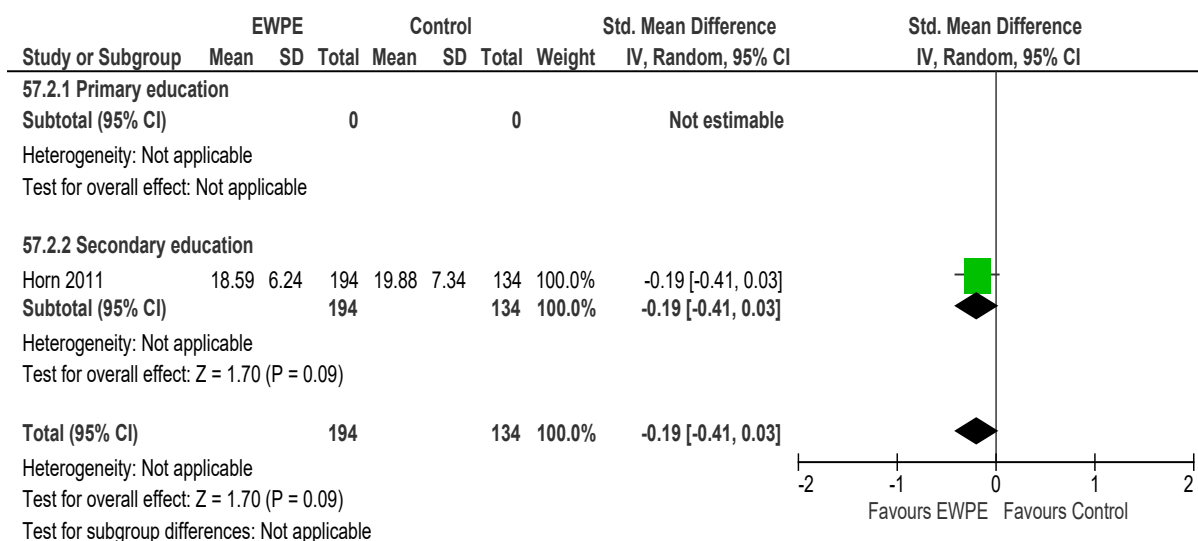 EWPE Control Std. Mean Difference Std. Mean Difference
Study or Subgroup Mean SD Total Mean SD Total Weight IV, Random, 95% CI IV, Random, 95% CI
57.2.1 Primary education
Subtotal (95% CI) 0 0 Not estimable
Heterogeneity: Not applicable
Test for overall effect: Not applicable
57.2.2 Secondary education
Horn 2011 18.59 6.24 194 19.88 7.34 134 100.0% -0.19 [-0.41, 0.03]
Subtotal (95% CI) 194 134 100.0% -0.19 [-0.41, 0.03]
Heterogeneity: Not applicable
Test for overall effect: Z = 1.70 (P = 0.09)
Total (95% CI) 194 134 100.0% -0.19 [-0.41, 0.03]
Heterogeneity: Not applicable
Test for overall effect: Z = 1.70 (P = 0.09)
Test for subgroup differences: Not applicable
-2 -1 0 1 2
Favours EWPE Favours Control